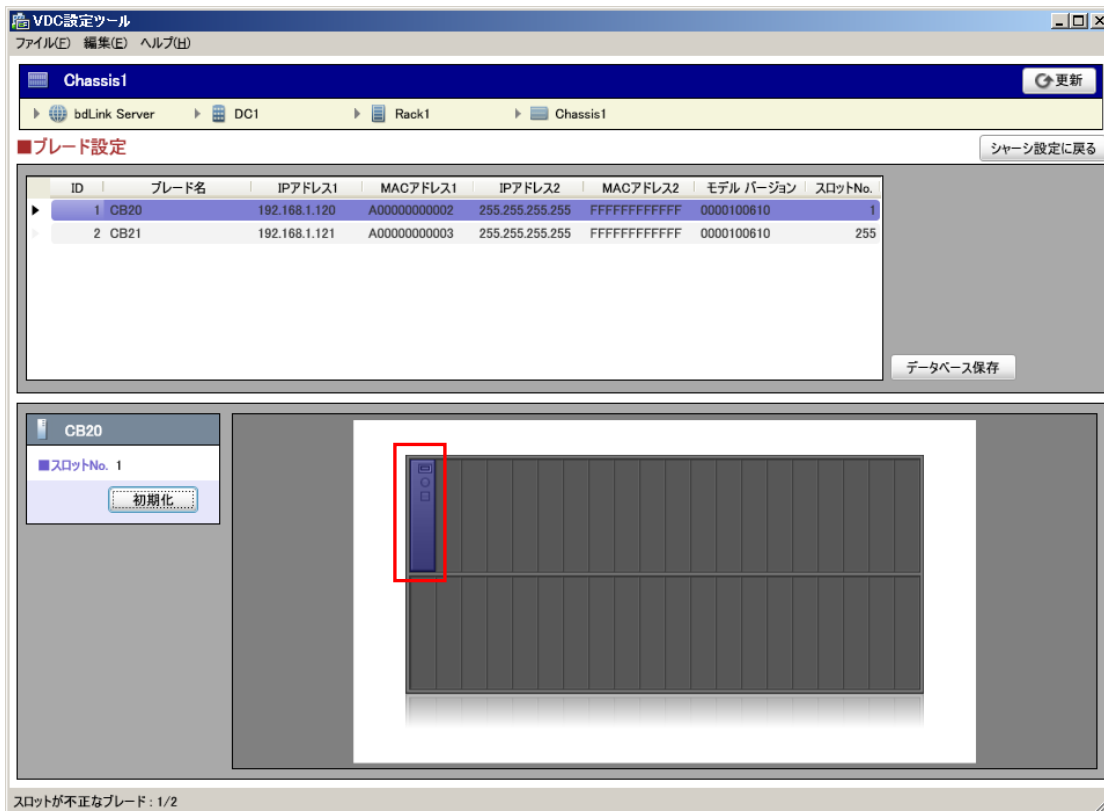 VDC設定ツール
ファイル(F) 編集(E) ヘルプ(H)
Chassis1 更新
bdLink Server DC1 Rack1 Chassis1
■ブレード設定 シャーシ設定に戻る
ID ブレード名 IPアドレス1 MACアドレス1 IPアドレス2 MACアドレス2 モデル バージョン スロットNo.
1 CB20 192.168.1.120 A00000000002 255.255.255.255 FFFFFFFFFFFF 0000100610 1
2 CB21 192.168.1.121 A00000000003 255.255.255.255 FFFFFFFFFFFF 0000100610 255
データベース保存
CB20
■スロットNo. 1
初期化
スロットが不正なブレード : 1/2